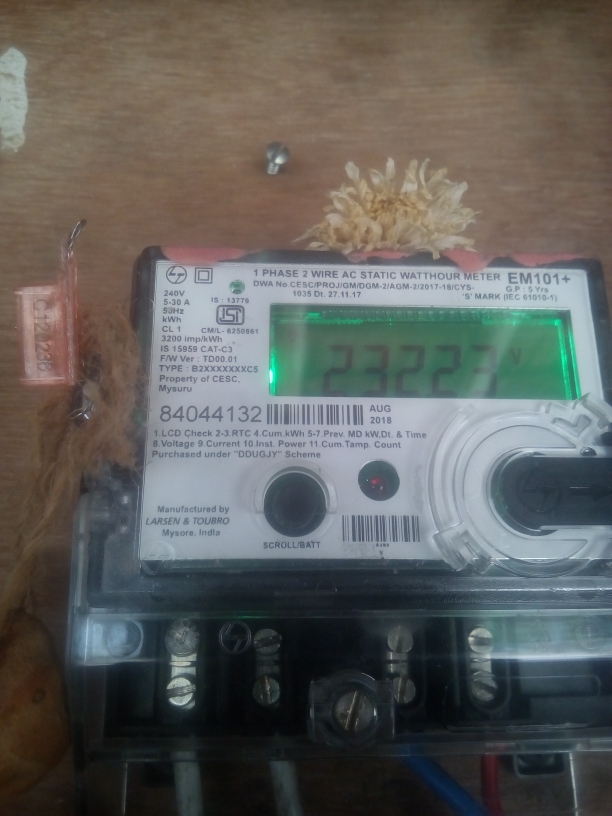 1 PHASE 2 WIRE AC STATIC WATTHOUR METER EM101+
DWA No.CESC/PROJ/GM/DGM-2/AGM-2/2017-18/CYS- G.P : 5 Yrs
1035 Dt. 27.11.17 'S' MARK (IEC 61010-1)
240V
5-30 A
50Hz
kWh
CL 1
3200 imp/kWh
IS 15959 CAT-C3
F/W Ver : TD00.01
TYPE : B2XXXXXXXC5
Property of CESC,
Mysuru
IS : 13779
ISI
CM/L- 6250861
V
84044132
AUG
2018
1.LCD Check 2-3.RTC 4.Cum.kWh 5-7 Prev. MD kW,Dt. & Time
8.Voltage 9.Current 10.Inst. Power 11.Cum.Tamp. Count
Purchased under "DDUGJY" Scheme
Manufactured by
LARSEN & TOUBRO
Mysore, India
SCROLL/BATT